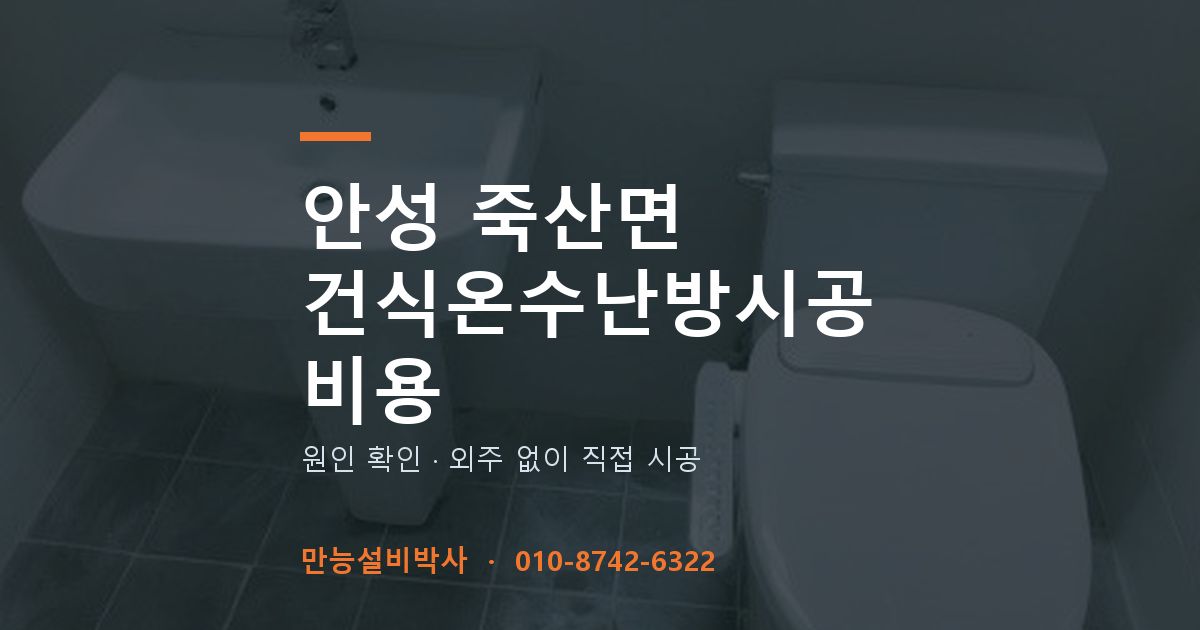 안성 죽산면
건식온수난방시공
비용
원인 확인 · 외주 없이 직접 시공
만능설비박사 · 010-8742-6322